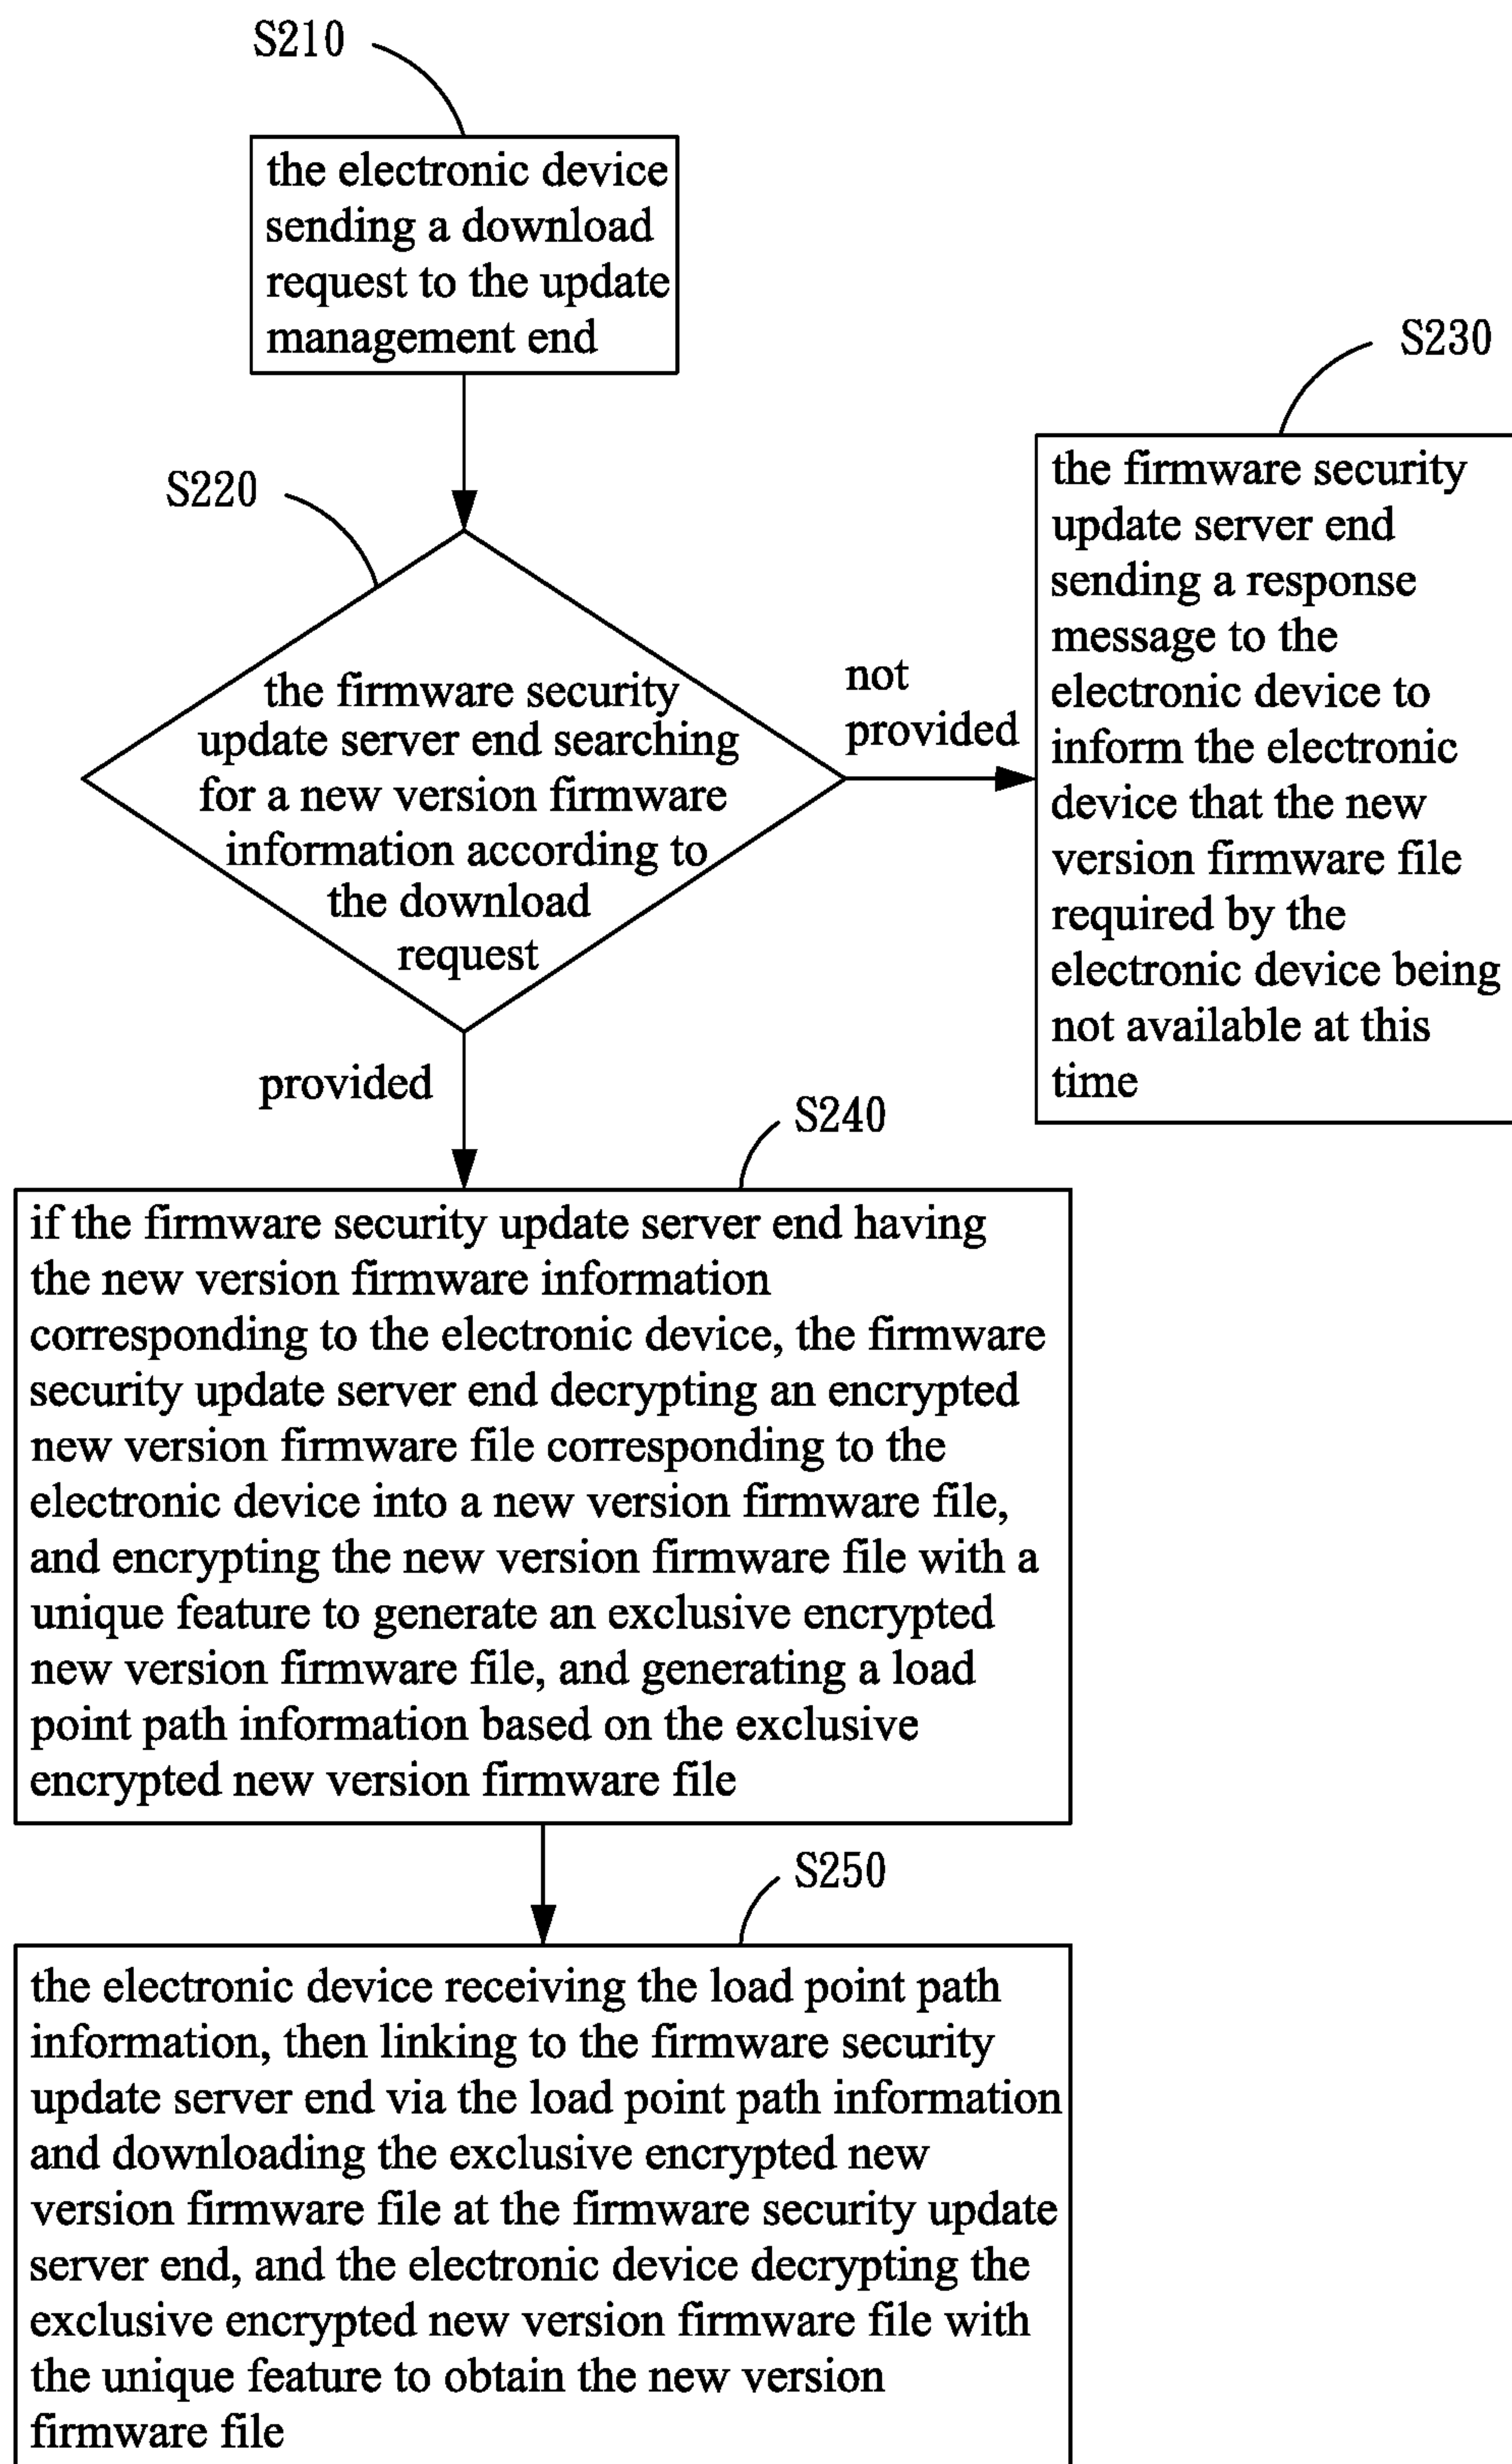 S210
the electronic device
sending a download
request to the update
management end
S220
the firmware security
update server end searching
for a new version firmware
information according to
the download
request
not
provided
S230
the firmware security
update server end
sending a response
message to the
electronic device to
inform the electronic
device that the new
version firmware file
required by the
electronic device being
not available at this
time
provided
S240
if the firmware security update server end having
the new version firmware information
corresponding to the electronic device, the firmware
security update server end decrypting an encrypted
new version firmware file corresponding to the
electronic device into a new version firmware file,
and encrypting the new version firmware file with a
unique feature to generate an exclusive encrypted
new version firmware file, and generating a load
point path information based on the exclusive
encrypted new version firmware file
S250
the electronic device receiving the load point path
information, then linking to the firmware security
update server end via the load point path information
and downloading the exclusive encrypted new
version firmware file at the firmware security update
server end, and the electronic device decrypting the
exclusive encrypted new version firmware file with
the unique feature to obtain the new version
firmware file